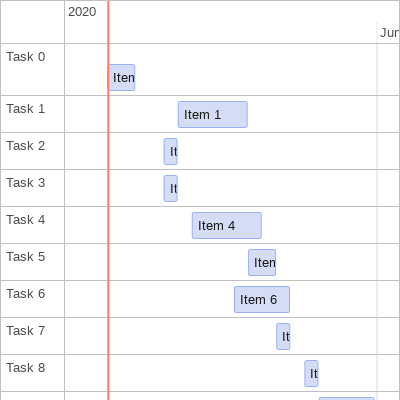 2020
Jun
Task 0
Iten
Task 1
Item 1
Task 2
It
Task 3
It
Task 4
Item 4
Task 5
Iten
Task 6
Item 6
Task 7
It
Task 8
It